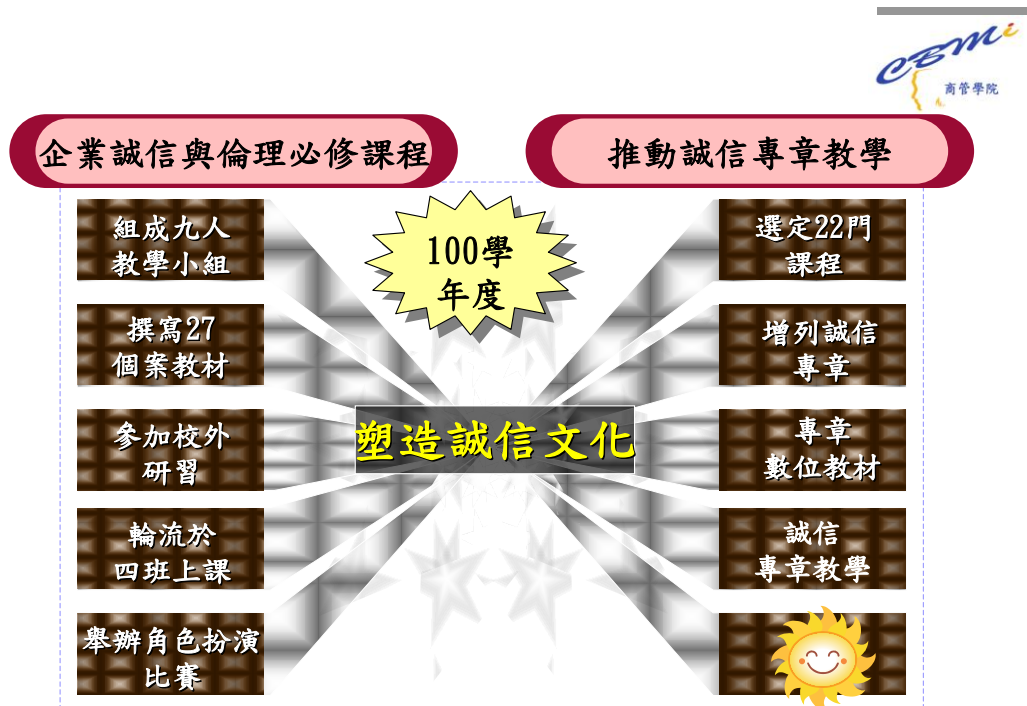 CBMi
商管學院
企業誠信與倫理必修課程
推動誠信專章教學
100學
年度
組成九人
教學小組
撰寫27
個案教材
參加校外
研習
輪流於
四班上課
舉辦角色扮演
比賽
塑造誠信文化
選定22門
課程
增列誠信
專章
專章
數位教材
誠信
專章教學